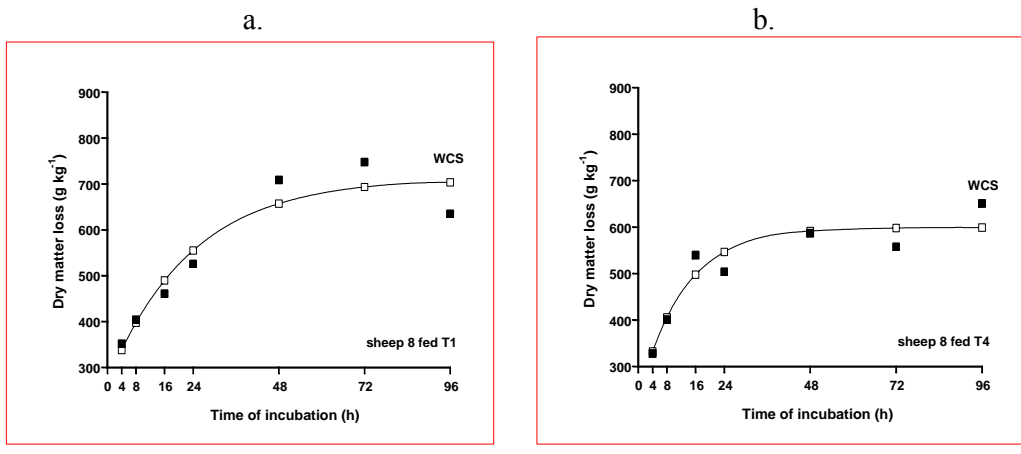 a.
900
800
700
600
500
400
300
0 4 8 16 24 48 72 96
Dry matter loss (g kg⁻¹)
Time of incubation (h)
WCS
sheep 8 fed T1
b.
900
800
700
600
500
400
300
0 4 8 16 24 48 72 96
Dry matter loss (g kg⁻¹)
Time of incubation (h)
WCS
sheep 8 fed T4